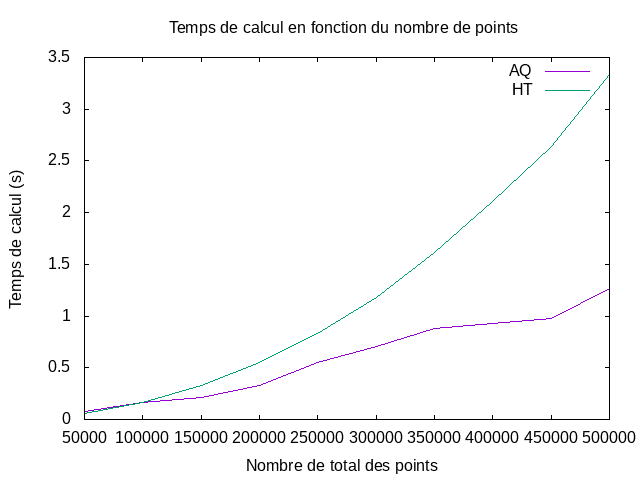 Temps de calcul en fonction du nombre de points
3.5
AQ
HT
3
2.5
2
1.5
1
0.5
0
Temps de calcul (s)
50000 100000 150000 200000 250000 300000 350000 400000 450000 500000
Nombre de total des points